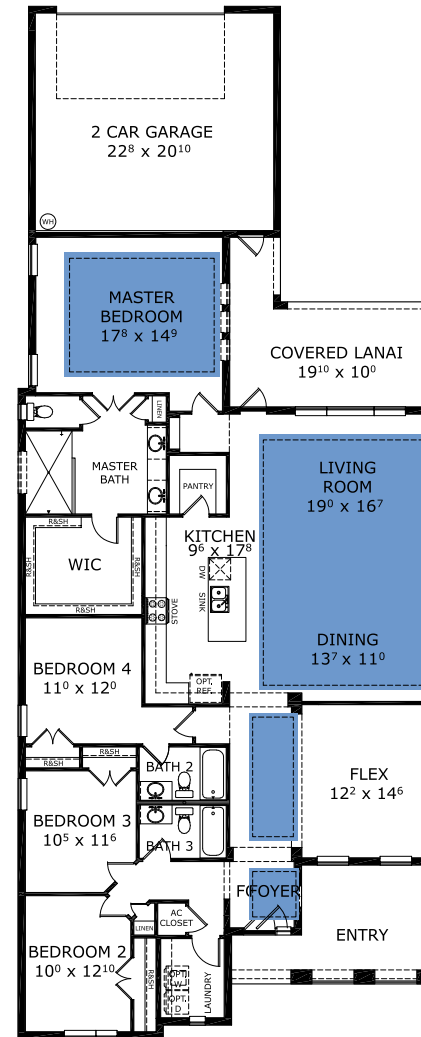 2 CAR GARAGE
22⁸ x 20¹⁰
WH
MASTER
BEDROOM
17⁸ x 14⁹
COVERED LANAI
19¹⁰ x 10⁰
LINEN
MASTER
BATH
PANTRY
LIVING
ROOM
19⁰ x 16⁷
KITCHEN
9⁶ x 17⁸
R&SH
R&SH
R&SH
R&SH
WIC
DW
SINK
STOVE
DINING
13⁷ x 11⁰
BEDROOM 4
11⁰ x 12⁰
OPT.
REF.
R&SH
R&SH
BATH 2
FLEX
12² x 14⁶
BEDROOM 3
10⁵ x 11⁶
BATH 3
FOFOYER
AC
CLOSET
LINEN
ENTRY
BEDROOM 2
10⁰ x 12¹⁰
R&SH
OPT.
W
OPT.
D
LAUNDRY